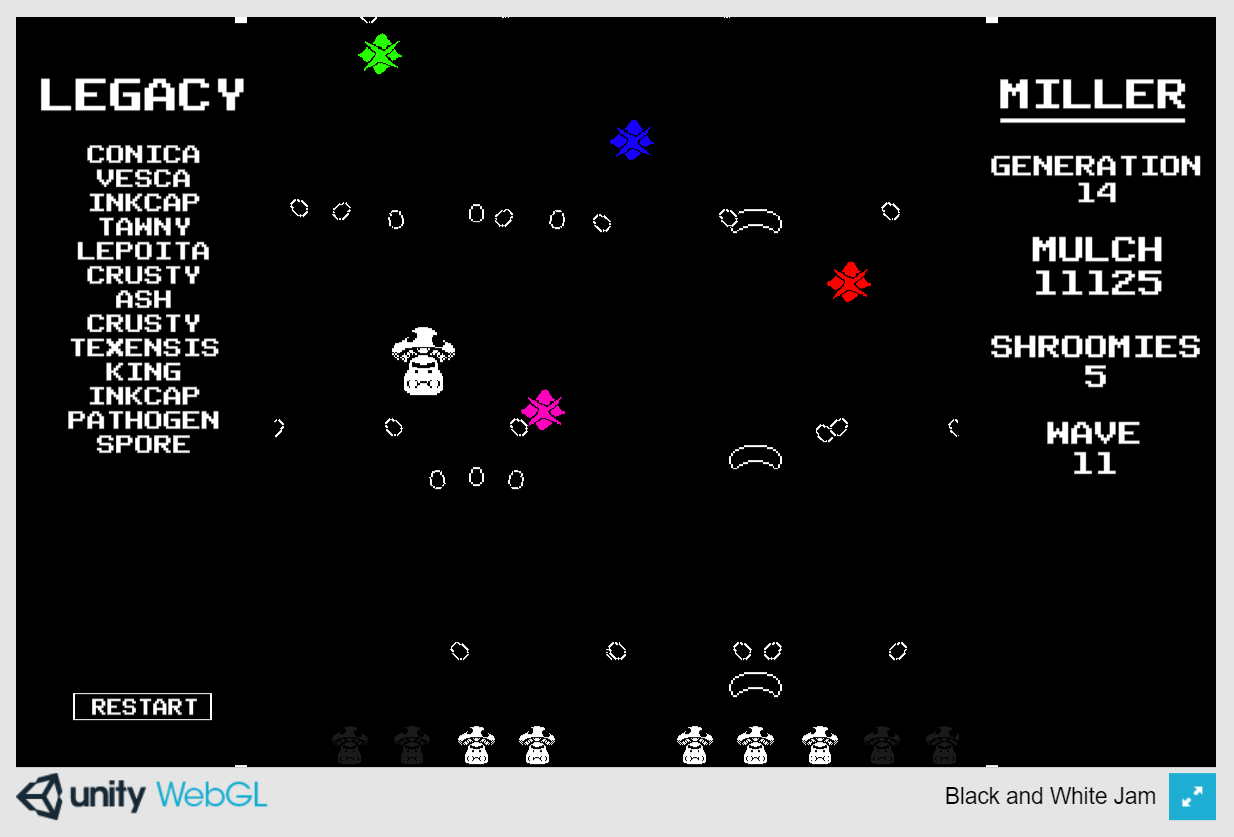 LEGACY
CONICA
VESCA
INKCAP
TAWNY
LEPOITA
CRUSTY
ASH
CRUSTY
TEXENSIS
KING
INKCAP
PATHOGEN
SPORE
RESTART
MILLER
GENERATION
14
MULCH
11125
SHROOMIES
5
WAVE
11
unity WebGL
Black and White Jam